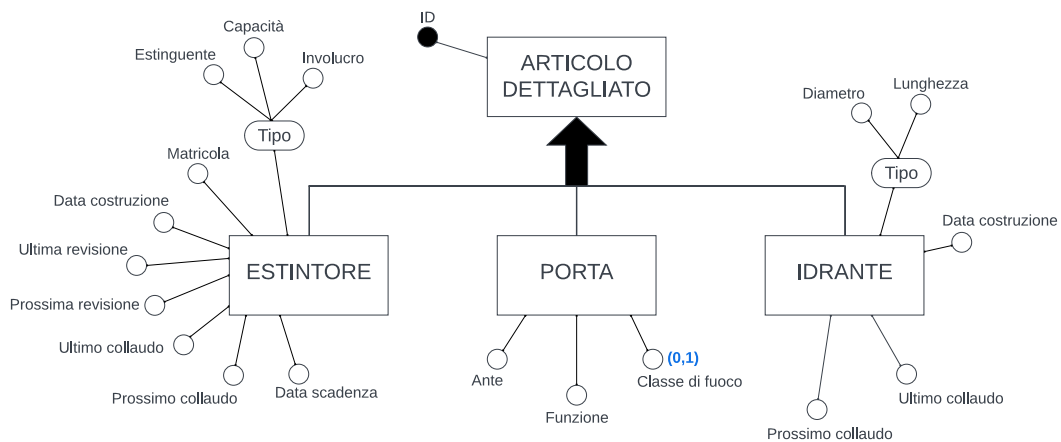 ID
Capacità
Estinguente
Involucro
ARTICOLO
DETTAGLIATO
Lunghezza
Diametro
Tipo
Matricola
Tipo
Data costruzione
Data costruzione
Ultima revisione
ESTINTORE
PORTA
IDRANTE
Prossima revisione
Ultimo collaudo
(0,1)
Ante
Classe di fuoco
Prossimo collaudo
Data scadenza
Ultimo collaudo
Funzione
Prossimo collaudo